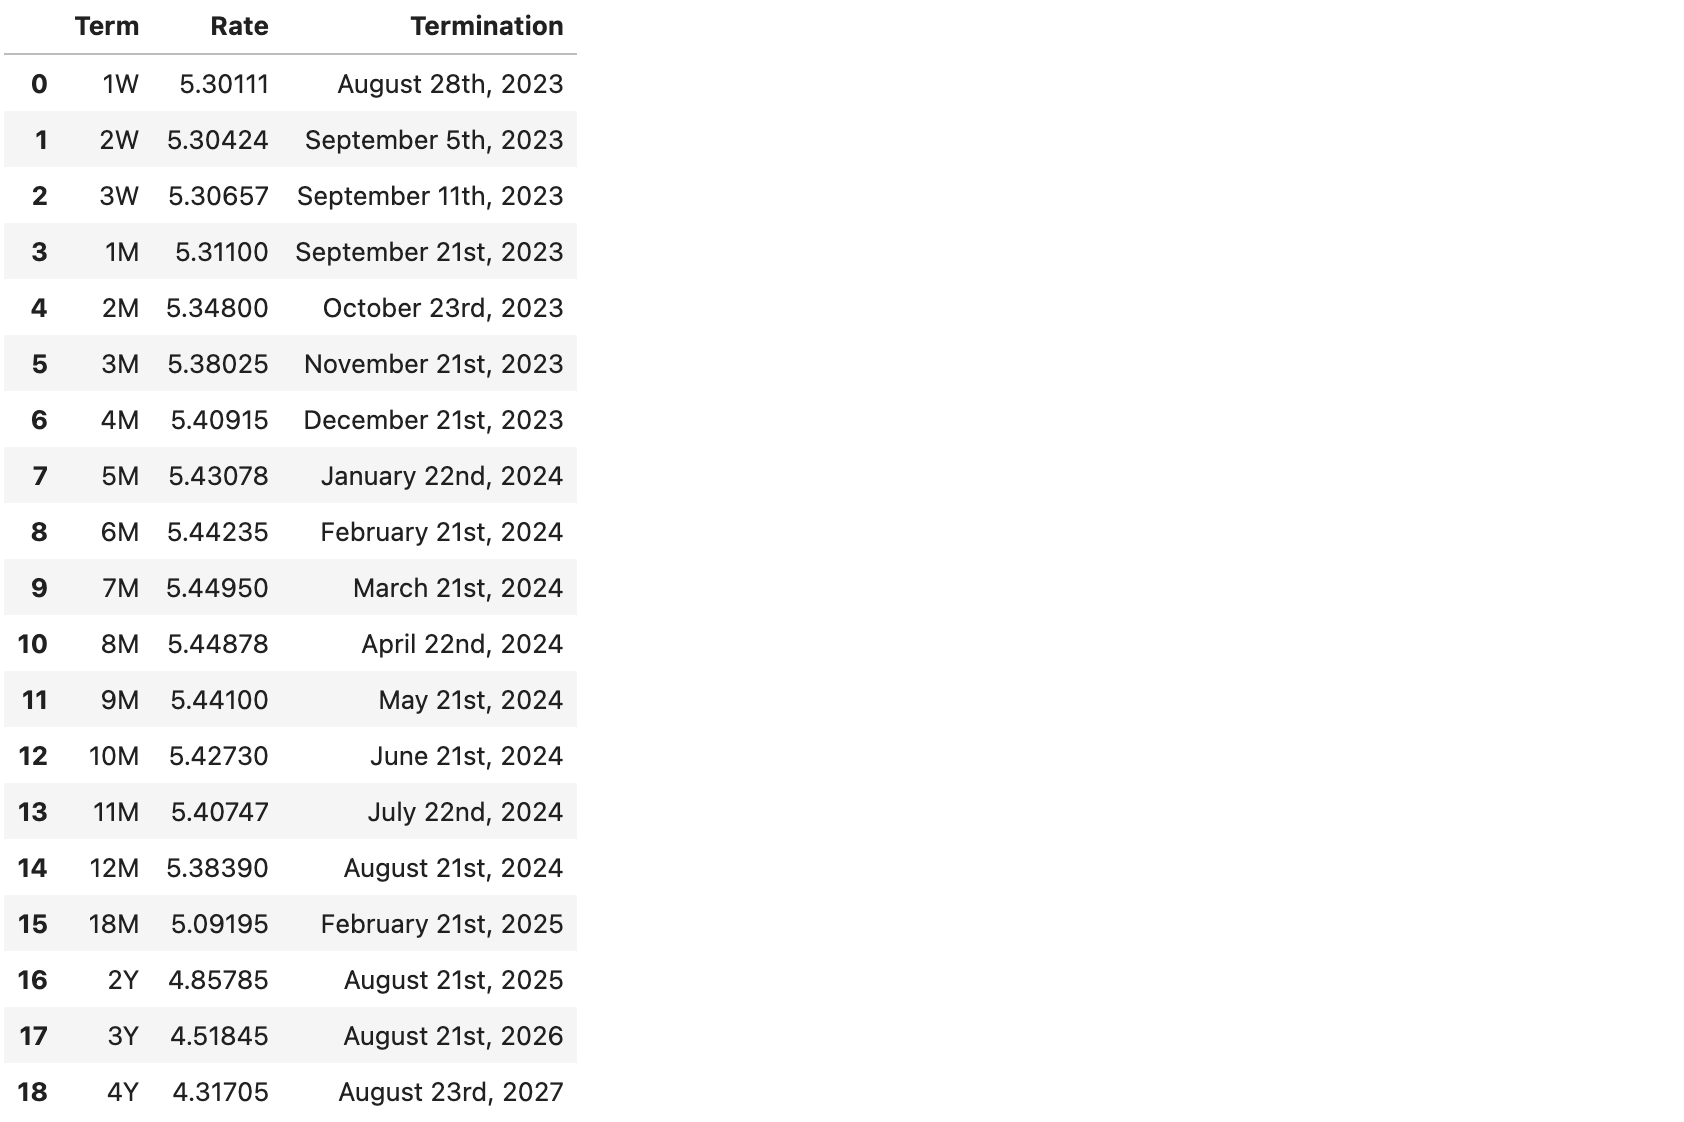 Term Rate Termination
0 1W 5.30111 August 28th, 2023
1 2W 5.30424 September 5th, 2023
2 3W 5.30657 September 11th, 2023
3 1M 5.31100 September 21st, 2023
4 2M 5.34800 October 23rd, 2023
5 3M 5.38025 November 21st, 2023
6 4M 5.40915 December 21st, 2023
7 5M 5.43078 January 22nd, 2024
8 6M 5.44235 February 21st, 2024
9 7M 5.44950 March 21st, 2024
10 8M 5.44878 April 22nd, 2024
11 9M 5.44100 May 21st, 2024
12 10M 5.42730 June 21st, 2024
13 11M 5.40747 July 22nd, 2024
14 12M 5.38390 August 21st, 2024
15 18M 5.09195 February 21st, 2025
16 2Y 4.85785 August 21st, 2025
17 3Y 4.51845 August 21st, 2026
18 4Y 4.31705 August 23rd, 2027